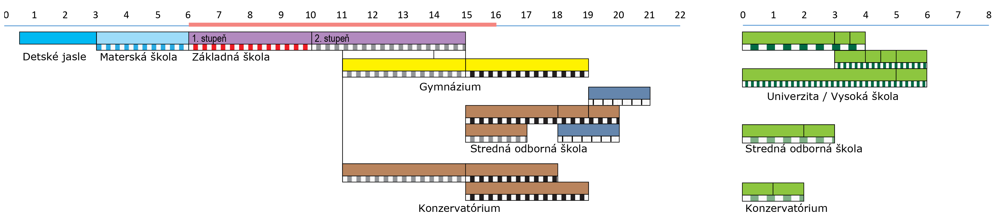 0 1 2 3 4 5 6 7 8 9 10 11 12 13 14 15 16 17 18 19 20 21 22
0 1 2 3 4 5 6 7 8
1. stupeň 2. stupeň
Detské jasle Materská škola Základná škola
Gymnázium
Univerzita / Vysoká škola
Stredná odborná škola
Stredná odborná škola
Konzervatórium
Konzervatórium